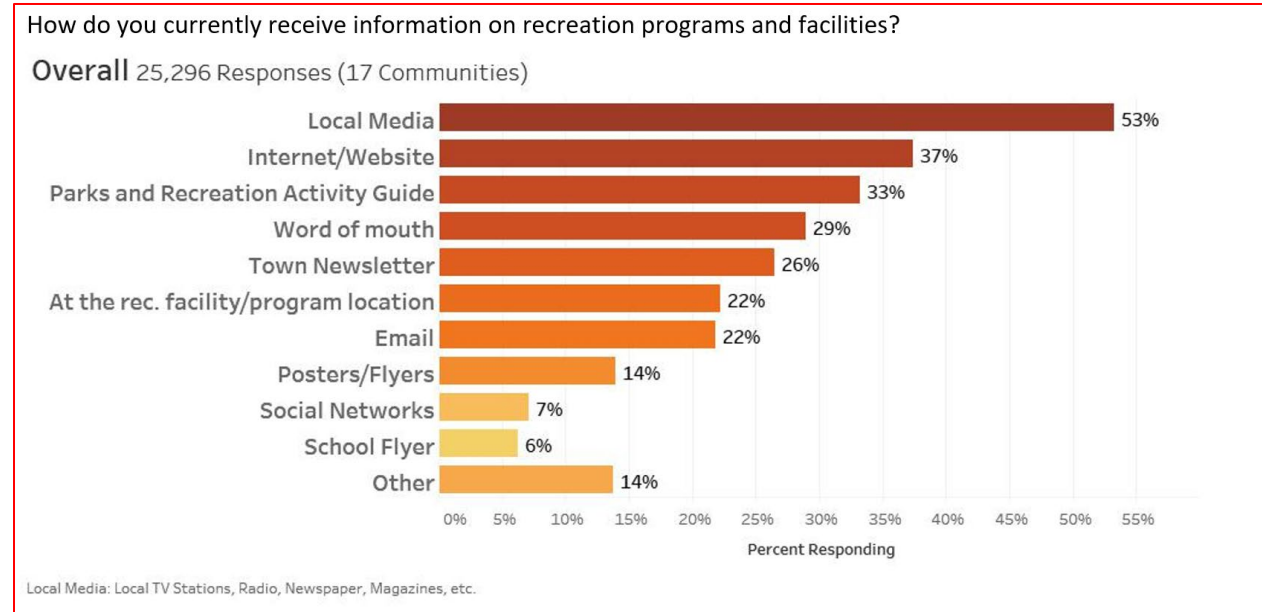 How do you currently receive information on recreation programs and facilities?
Overall 25,296 Responses (17 Communities)
Local Media 53%
Internet/Website 37%
Parks and Recreation Activity Guide 33%
Word of mouth 29%
Town Newsletter 26%
At the rec. facility/program location 22%
Email 22%
Posters/Flyers 14%
Social Networks 7%
School Flyer 6%
Other 14%
0% 5% 10% 15% 20% 25% 30% 35% 40% 45% 50% 55%
Percent Responding
Local Media: Local TV Stations, Radio, Newspaper, Magazines, etc.